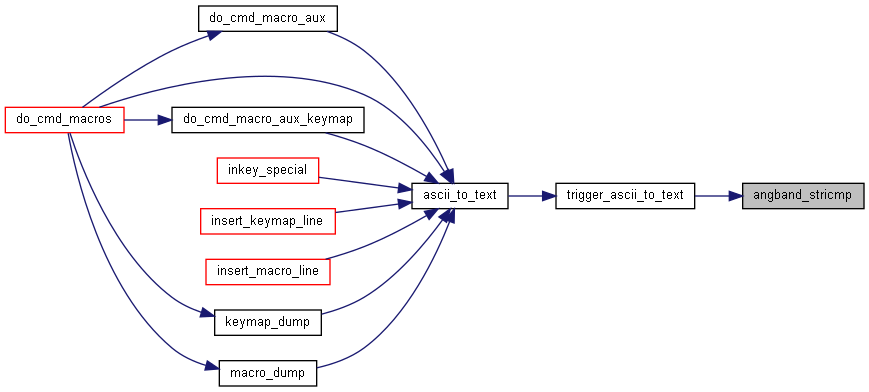 do_cmd_macro_aux
do_cmd_macros
do_cmd_macro_aux_keymap
inkey_special
ascii_to_text
trigger_ascii_to_text
angband_stricmp
insert_keymap_line
insert_macro_line
keymap_dump
macro_dump